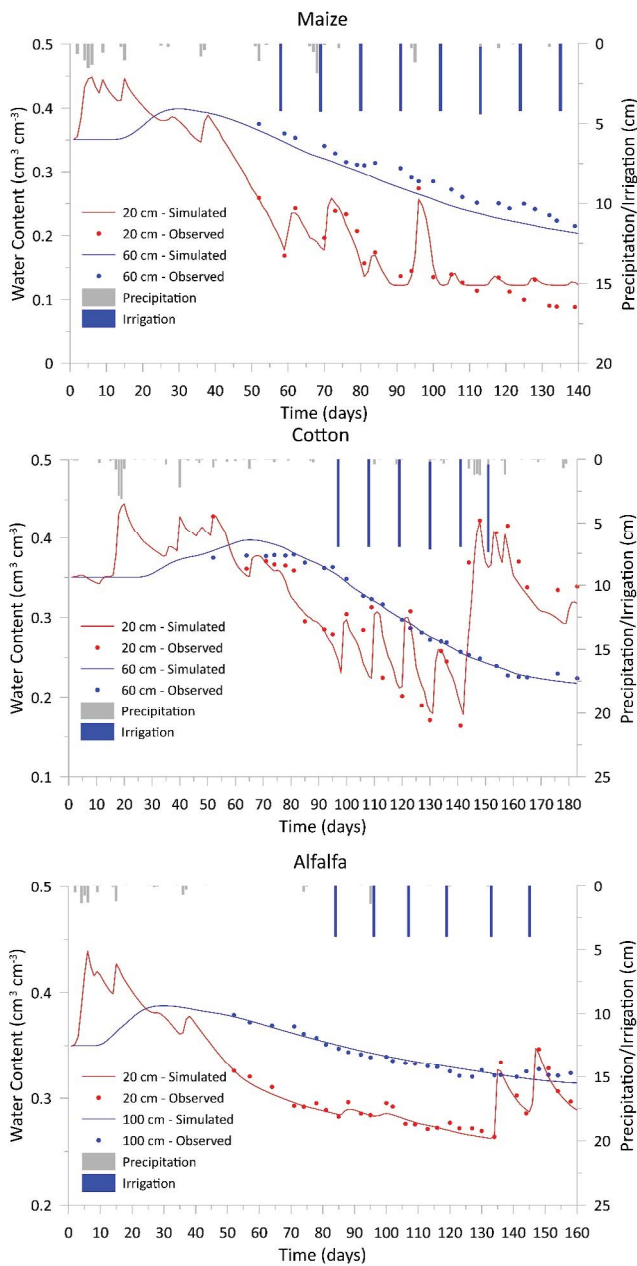 Maize
0.5
0.4
0.3
0.2
0.1
0
Water Content (cm³ cm⁻³)
0
5
10
15
20
Precipitation/Irrigation (cm)
20 cm - Simulated
20 cm - Observed
60 cm - Simulated
60 cm - Observed
Precipitation
Irrigation
0 10 20 30 40 50 60 70 80 90 100 110 120 130 140
Time (days)
Cotton
0.5
0.4
0.3
0.2
0.1
Water Content (cm³ cm⁻³)
0
5
10
15
20
25
Precipitation/Irrigation (cm)
20 cm - Simulated
20 cm - Observed
60 cm - Simulated
60 cm - Observed
Precipitation
Irrigation
0 10 20 30 40 50 60 70 80 90 100 110 120 130 140 150 160 170 180
Time (days)
Alfalfa
0.5
0.4
0.3
0.2
Water Content (cm³ cm⁻³)
0
5
10
15
20
25
Precipitation/Irrigation (cm)
20 cm - Simulated
20 cm - Observed
100 cm - Simulated
100 cm - Observed
Precipitation
Irrigation
0 10 20 30 40 50 60 70 80 90 100 110 120 130 140 150 160
Time (days)